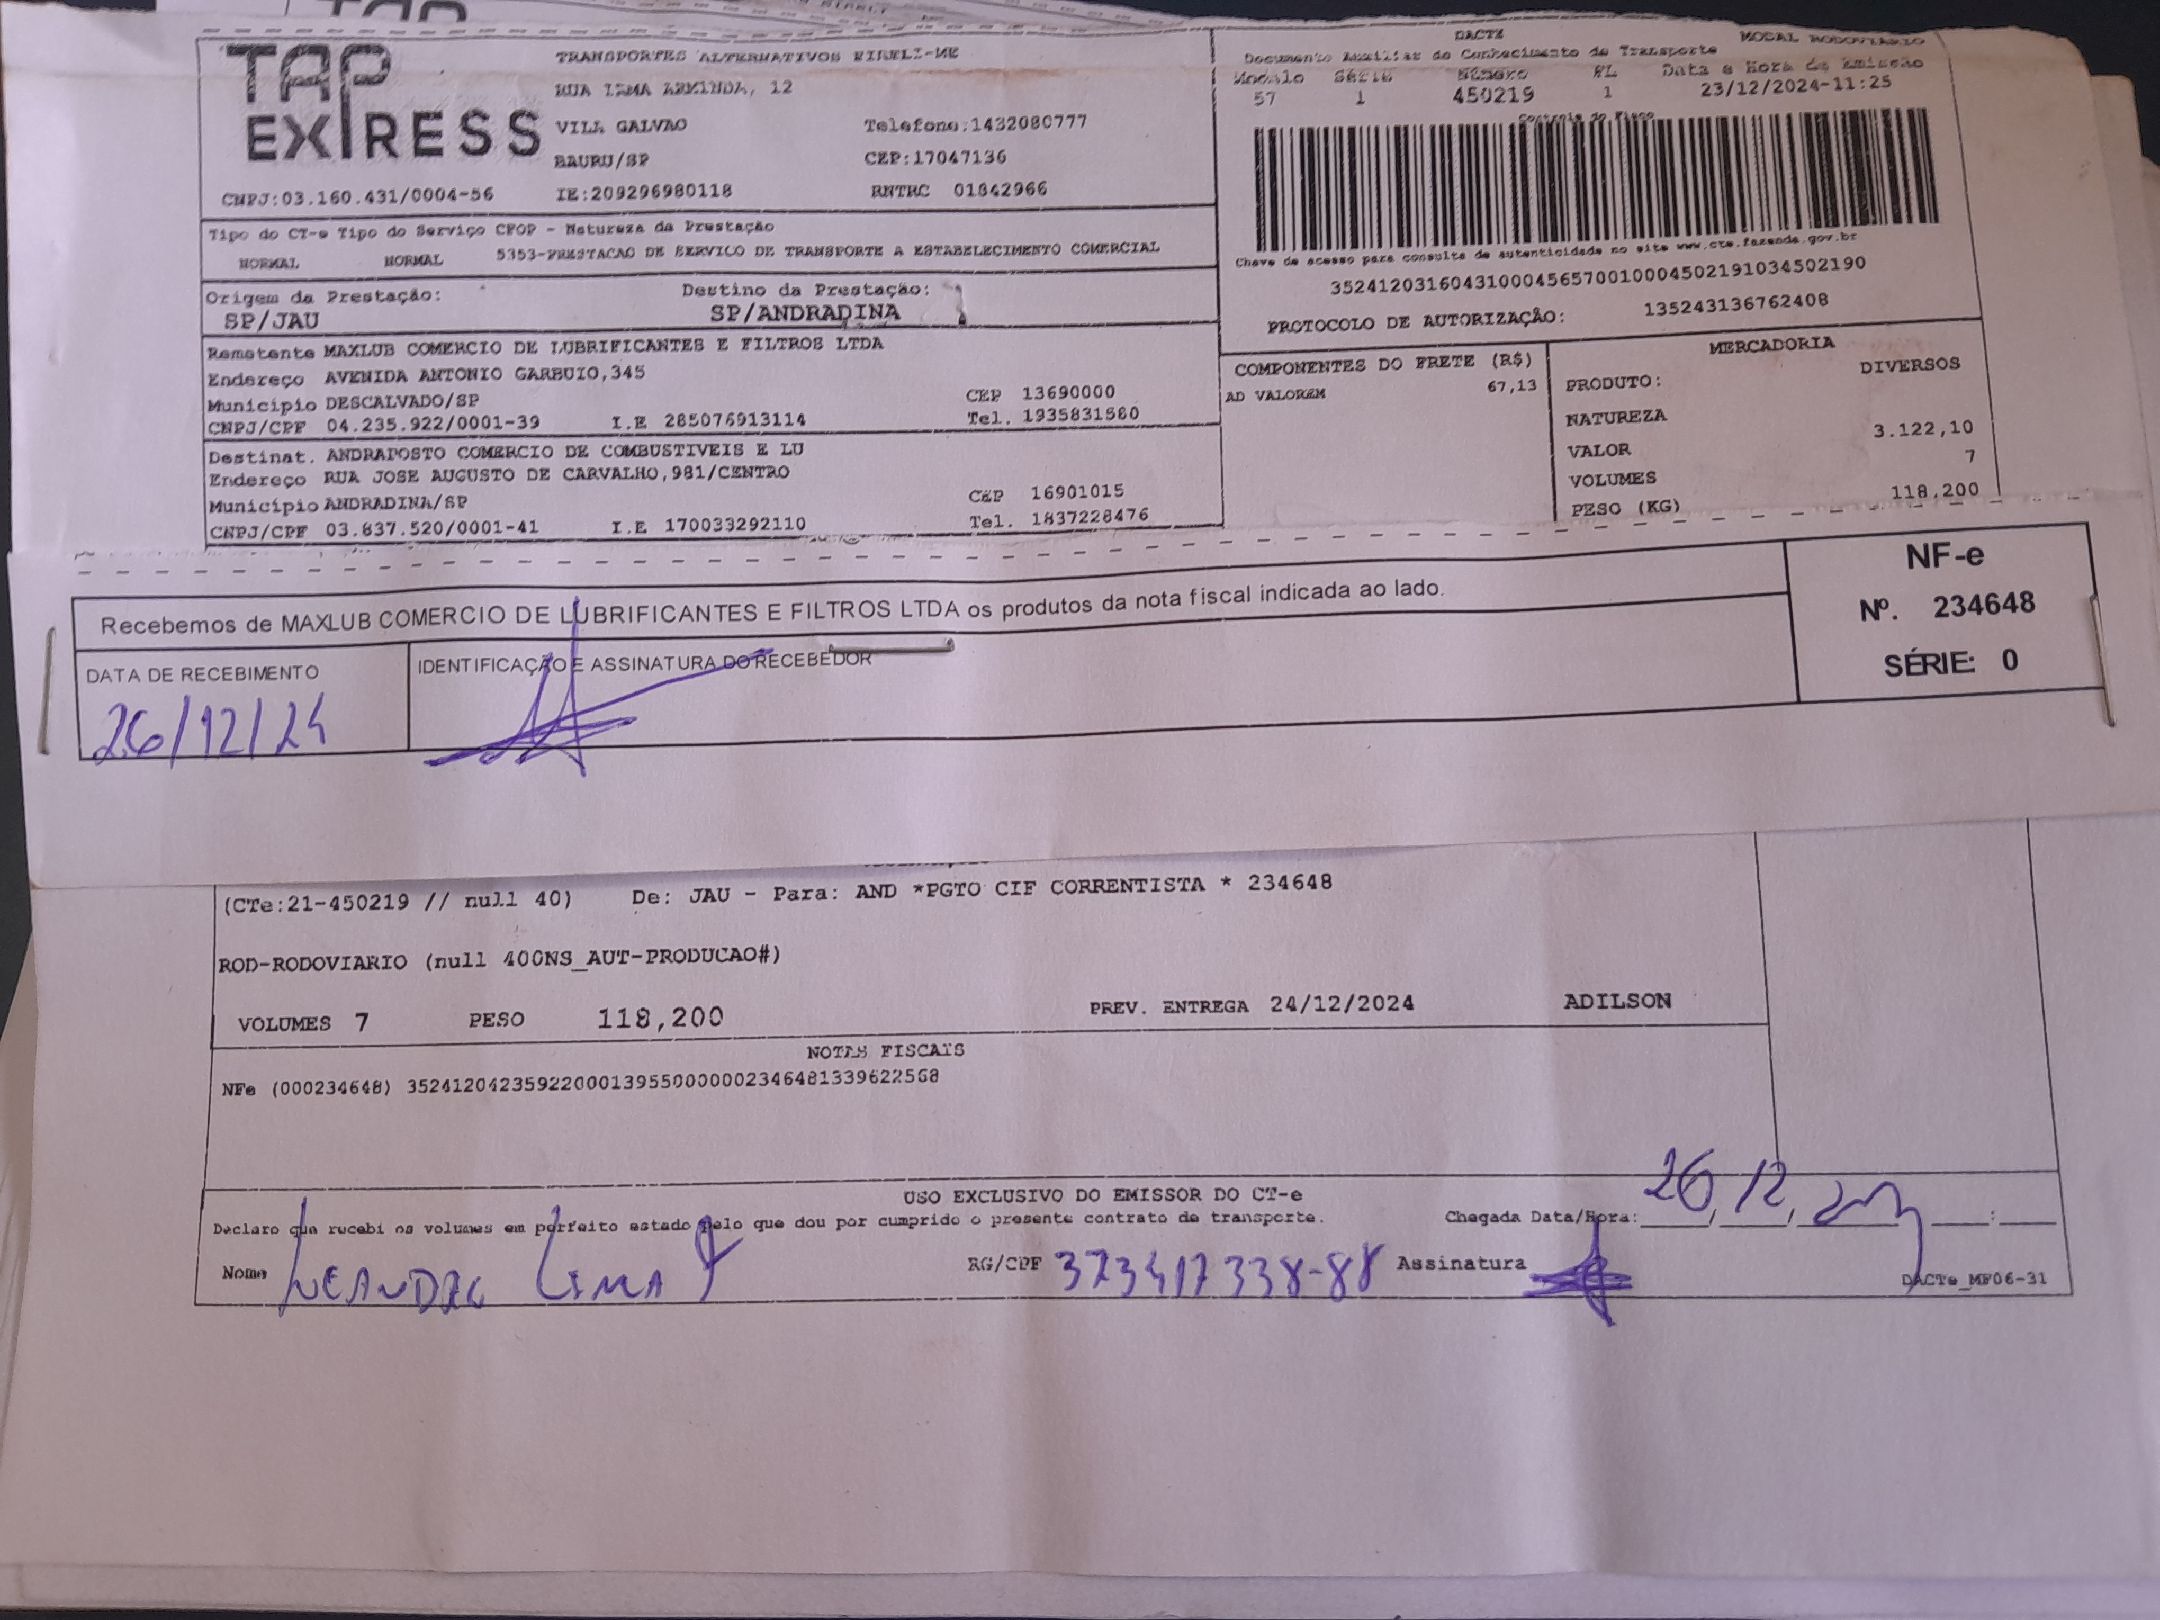 TAP EXPRESS
TRANSPORTES ALTERNATIVOS EIRELI-ME
RUA IRMA ARMINDA, 12
VILA GALVAO Telefone:1432080777
BAURU/SP CEP:17047136
CNPJ:03.160.431/0004-56 IE:209296980118 RNTRC 01842966
DACTE MODAL RODOVIARIO
Documento Auxiliar do Conhecimento de Transporte
Modelo Série Número FL Data e Hora de Emissão
57 1 450219 1 23/12/2024-11:25
Controle do Fisco
Chave de acesso para consulta de autenticidade no site www.cte.fazenda.gov.br
35241203160431000456570010004502191034502190
PROTOCOLO DE AUTORIZAÇÃO: 135243136762408
Tipo do CT-e Tipo do Serviço CFOP - Natureza da Prestação
NORMAL NORMAL 5353-PRESTACAO DE SERVICO DE TRANSPORTE A ESTABELECIMENTO COMERCIAL
Origem da Prestação: Destino da Prestação:
SP/JAU SP/ANDRADINA
Remetente MAXLUB COMERCIO DE LUBRIFICANTES E FILTROS LTDA
Endereço AVENIDA ANTONIO GARBUIO,345
Município DESCALVADO/SP CEP 13690000
CNPJ/CPF 04.235.922/0001-39 I.E 285076913114 Tel. 1935831560
Destinat. ANDRAPOSTO COMERCIO DE COMBUSTIVEIS E LU
Endereço RUA JOSE AUGUSTO DE CARVALHO,981/CENTRO
Município ANDRADINA/SP CEP 16901015
CNPJ/CPF 03.837.520/0001-41 I.E 170033292110 Tel. 1837228476
COMPONENTES DO FRETE (R$)
AD VALOREM 67,13
MERCADORIA
PRODUTO: DIVERSOS
NATUREZA
VALOR 3.122,10
VOLUMES 7
PESO (KG) 118,200
Recebemos de MAXLUB COMERCIO DE LUBRIFICANTES E FILTROS LTDA os produtos da nota fiscal indicada ao lado.
NF-e
Nº. 234648
SÉRIE: 0
DATA DE RECEBIMENTO IDENTIFICAÇÃO E ASSINATURA DO RECEBEDOR
26/12/24
(CTe:21-450219 // null 40) De: JAU - Para: AND *PGTO CIF CORRENTISTA * 234648
ROD-RODOVIARIO (null 400NS_AUT-PRODUCAO#)
VOLUMES 7 PESO 118,200 PREV. ENTREGA 24/12/2024 ADILSON
NOTAS FISCAIS
NFe (000234648) 35241204235922000139550000002346481339622568
USO EXCLUSIVO DO EMISSOR DO CT-e
Declaro que recebi os volumes em perfeito estado pelo que dou por cumprido o presente contrato de transporte. Chegada Data/Hora: 26/12/
Nome LEANDRO LIMA RG/CPF 373417338-88 Assinatura
DACTe_MF06-31